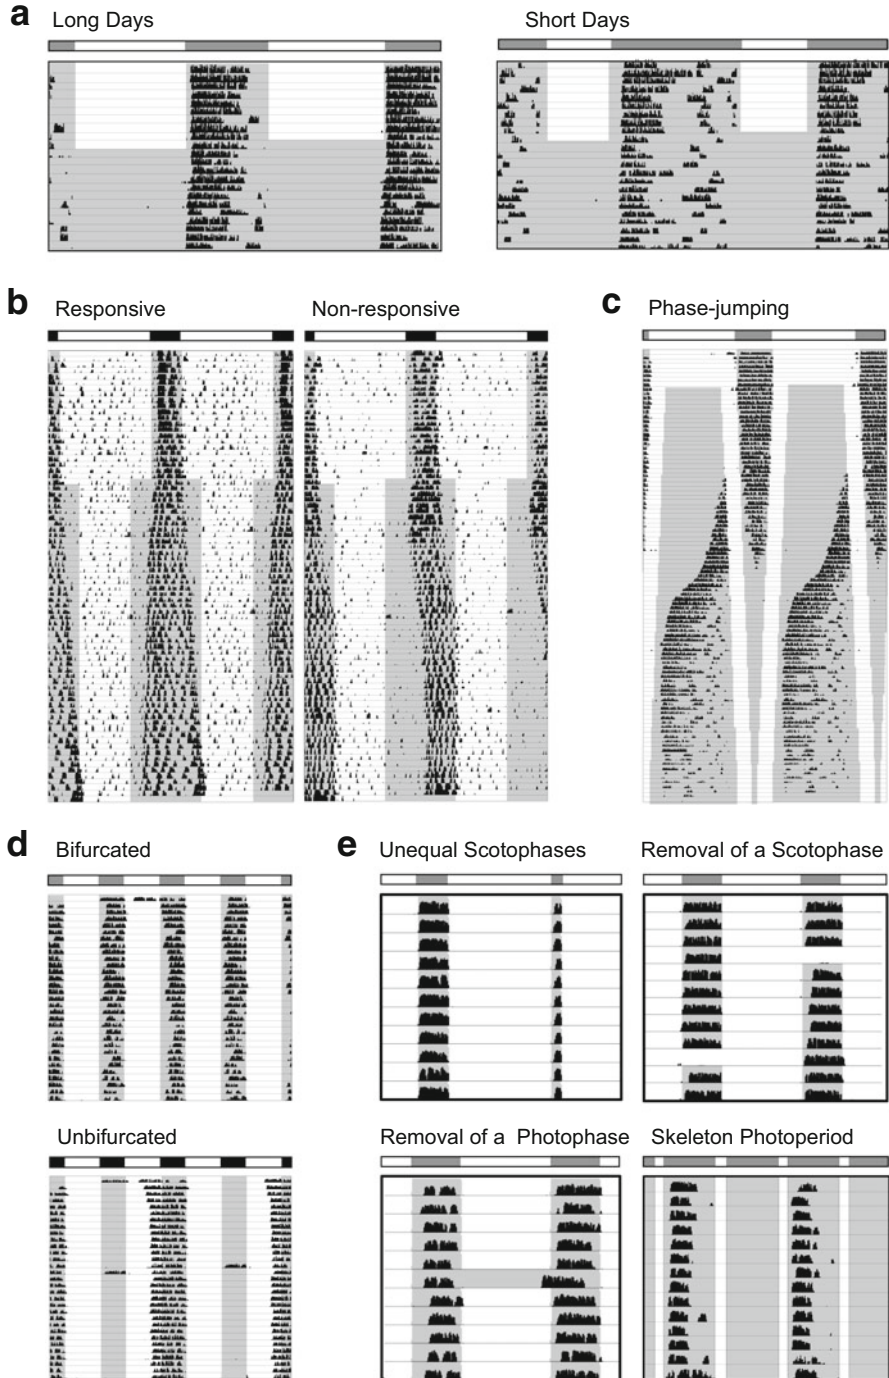 a Long Days Short Days
b Responsive Non-responsive c Phase-jumping
d Bifurcated e Unequal Scotophases Removal of a Scotophase
Unbifurcated Removal of a Photophase Skeleton Photoperiod